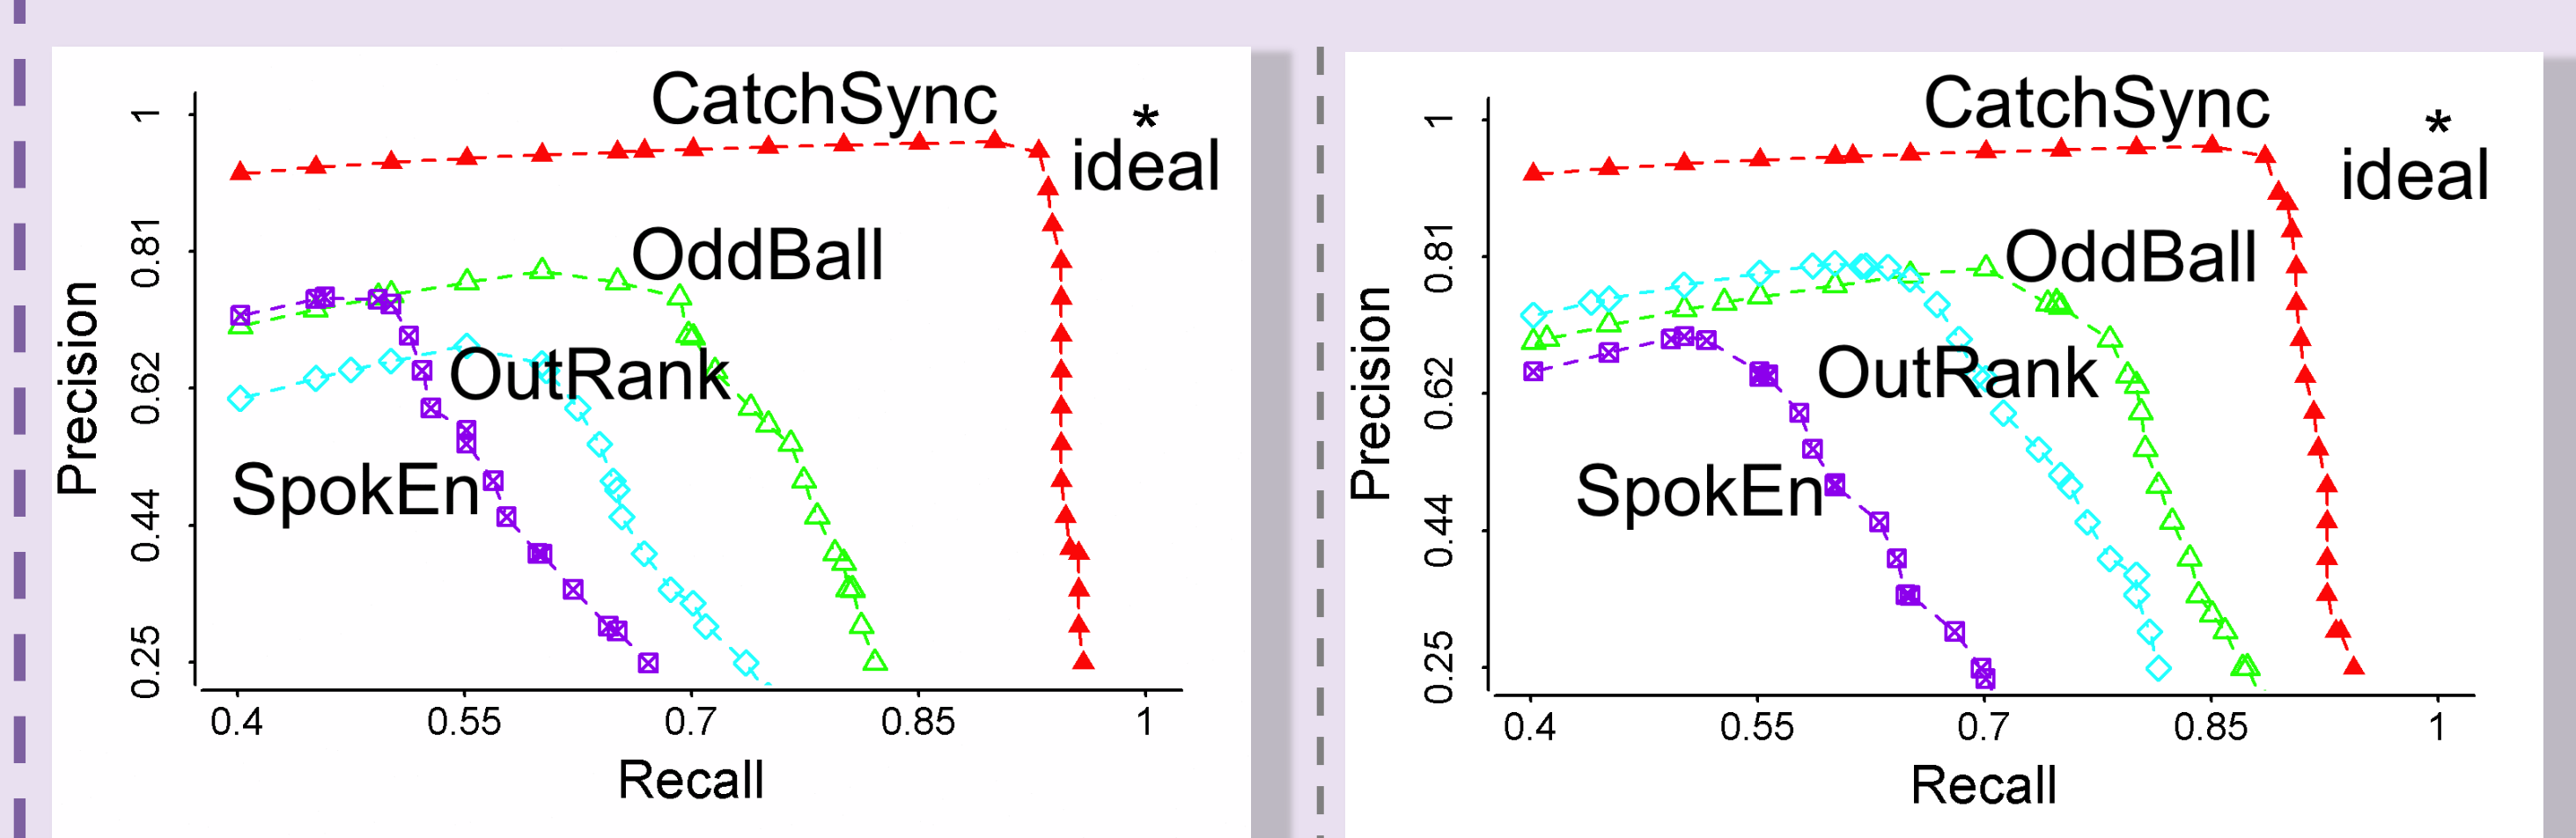 CatchSync
*
ideal
OddBall
OutRank
SpokEn
Precision
1
0.81
0.62
0.44
0.25
0.4 0.55 0.7 0.85 1
Recall
CatchSync
*
ideal
OddBall
OutRank
SpokEn
Precision
1
0.81
0.62
0.44
0.25
0.4 0.55 0.7 0.85 1
Recall